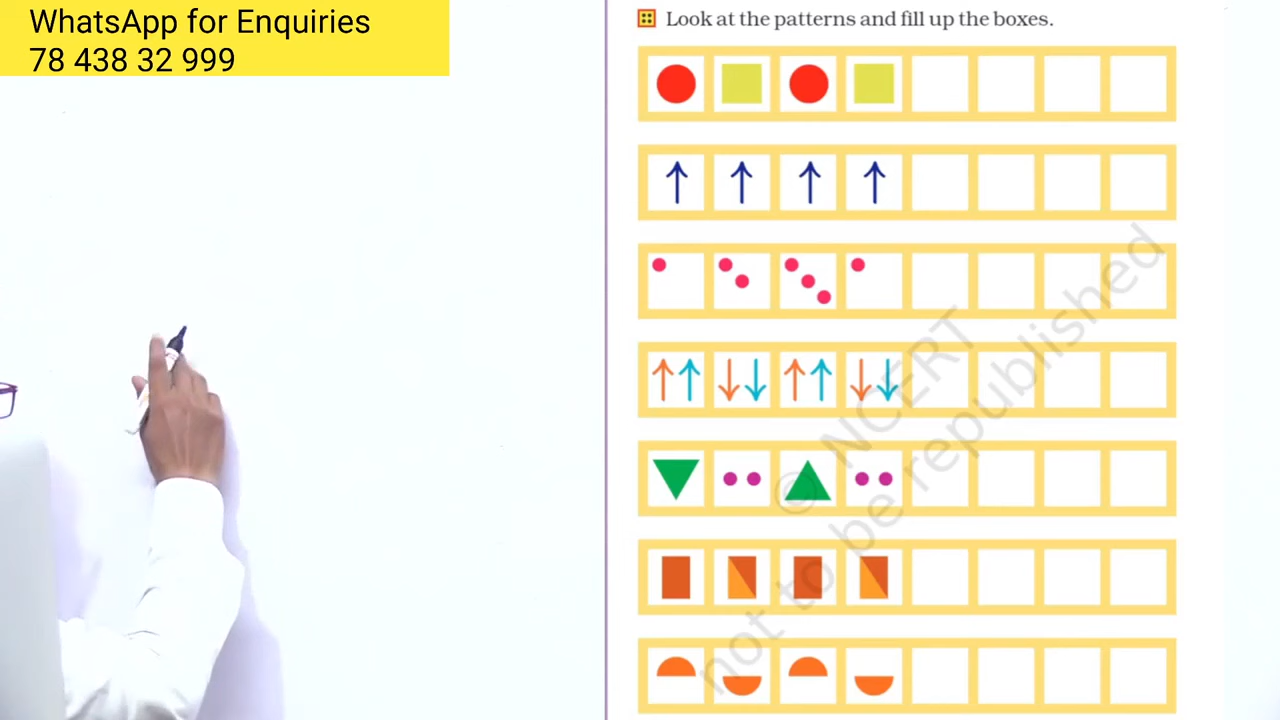 WhatsApp for Enquiries
78 438 32 999
Look at the patterns and fill up the boxes.
© NCERT
not to be republished